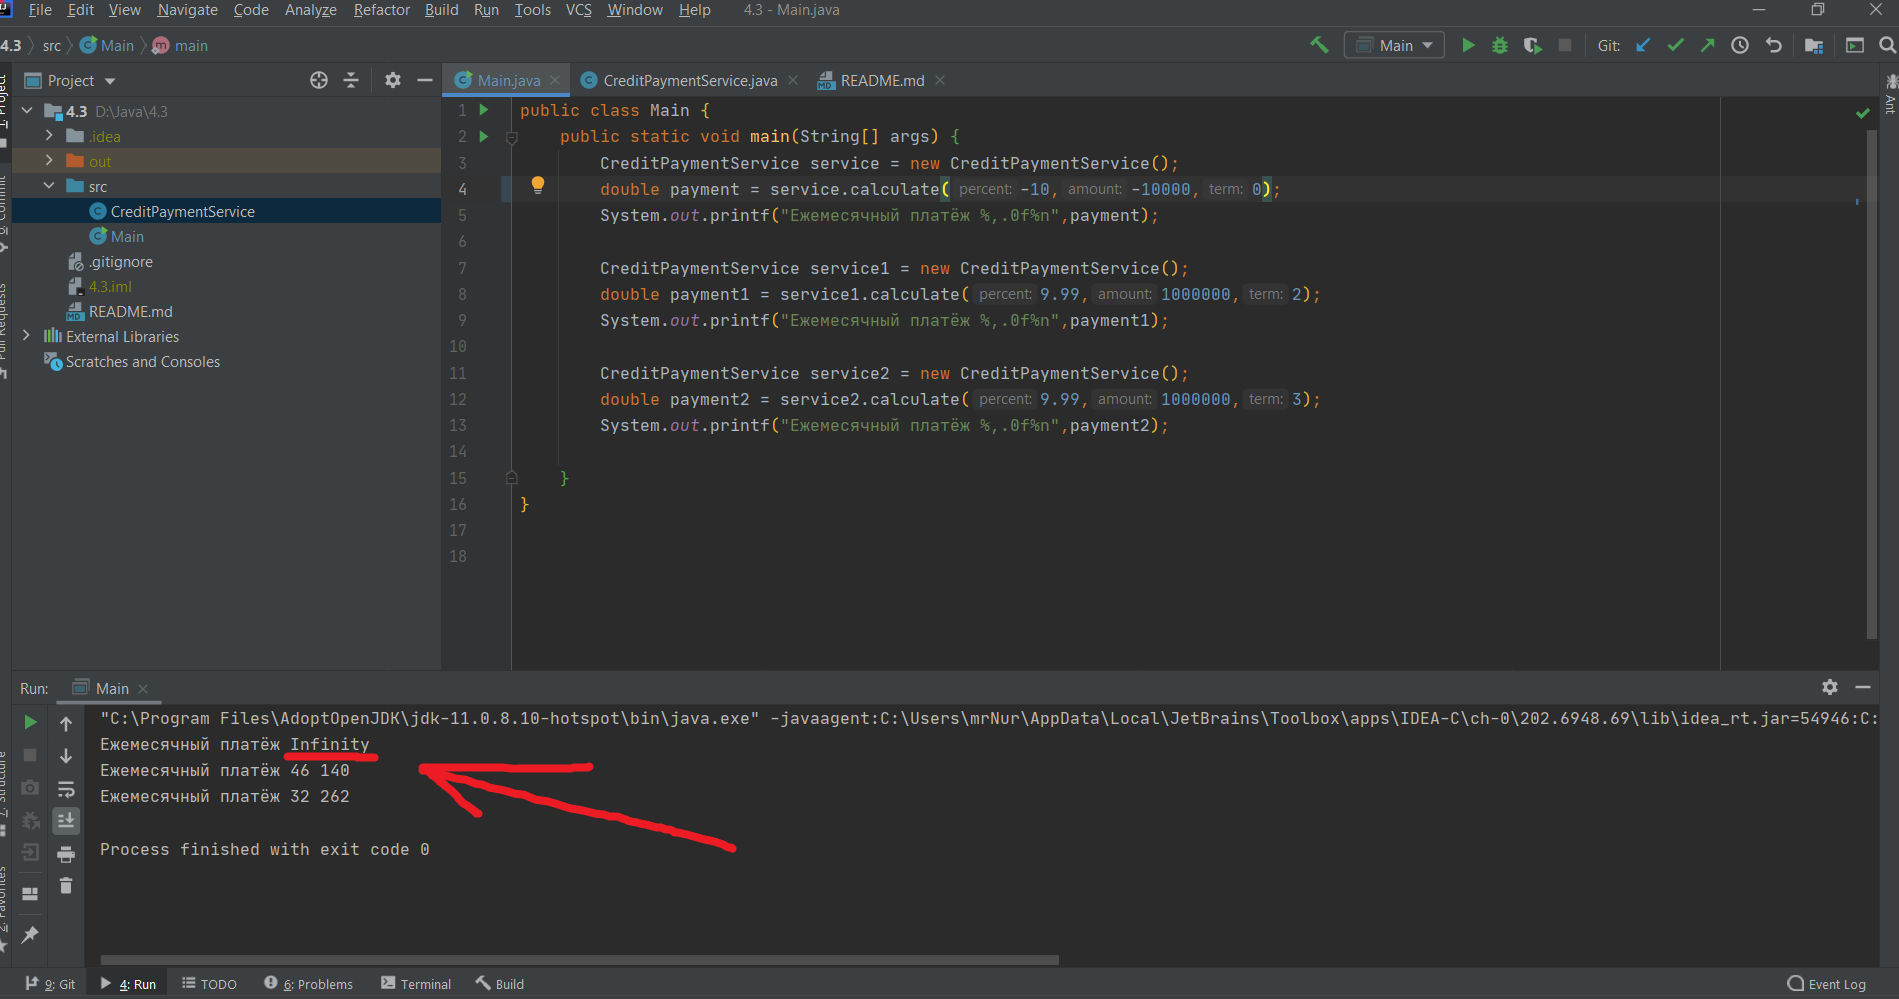 File Edit View Navigate Code Analyze Refactor Build Run Tools VCS Window Help 4.3 - Main.java
4.3 src Main main
Main Git:
Project
Main.java CreditPaymentService.java README.md
1: Project
Commit
Pull Requests
7: Structure
2: Favorites
Ant
4.3 D:\Java\4.3
.idea
out
src
CreditPaymentService
Main
.gitignore
4.3.iml
README.md
External Libraries
Scratches and Consoles
1 public class Main {
2 public static void main(String[] args) {
3 CreditPaymentService service = new CreditPaymentService();
4 double payment = service.calculate( percent: -10, amount: -10000, term: 0);
5 System.out.printf("Ежемесячный платёж %,.0f%n",payment);
6
7 CreditPaymentService service1 = new CreditPaymentService();
8 double payment1 = service1.calculate( percent: 9.99, amount: 1000000, term: 2);
9 System.out.printf("Ежемесячный платёж %,.0f%n",payment1);
10
11 CreditPaymentService service2 = new CreditPaymentService();
12 double payment2 = service2.calculate( percent: 9.99, amount: 1000000, term: 3);
13 System.out.printf("Ежемесячный платёж %,.0f%n",payment2);
14
15 }
16 }
17
18
Run: Main
"C:\Program Files\AdoptOpenJDK\jdk-11.0.8.10-hotspot\bin\java.exe" -javaagent:C:\Users\mrNur\AppData\Local\JetBrains\Toolbox\apps\IDEA-C\ch-0\202.6948.69\lib\idea_rt.jar=54946:C:
Ежемесячный платёж Infinity
Ежемесячный платёж 46 140
Ежемесячный платёж 32 262
Process finished with exit code 0
9: Git 4: Run TODO 6: Problems Terminal Build Event Log